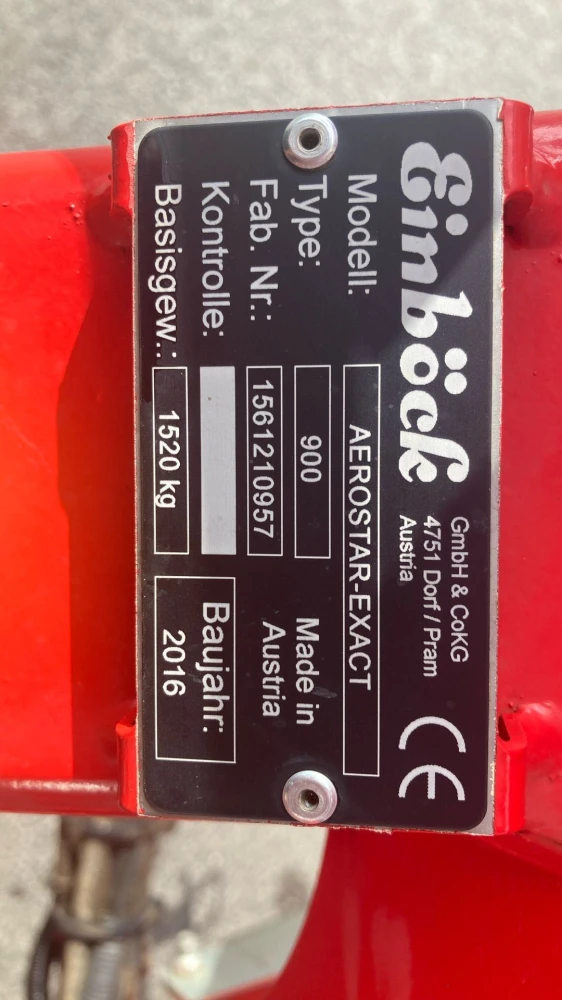 Einböck
GmbH & CoKG
4751 Dorf / Pram
Austria
CE
Modell: AEROSTAR-EXACT
Type: 900
Fab. Nr.: 1561210957
Made in
Austria
Kontrolle:
Basisgew.: 1520 kg
Baujahr:
2016